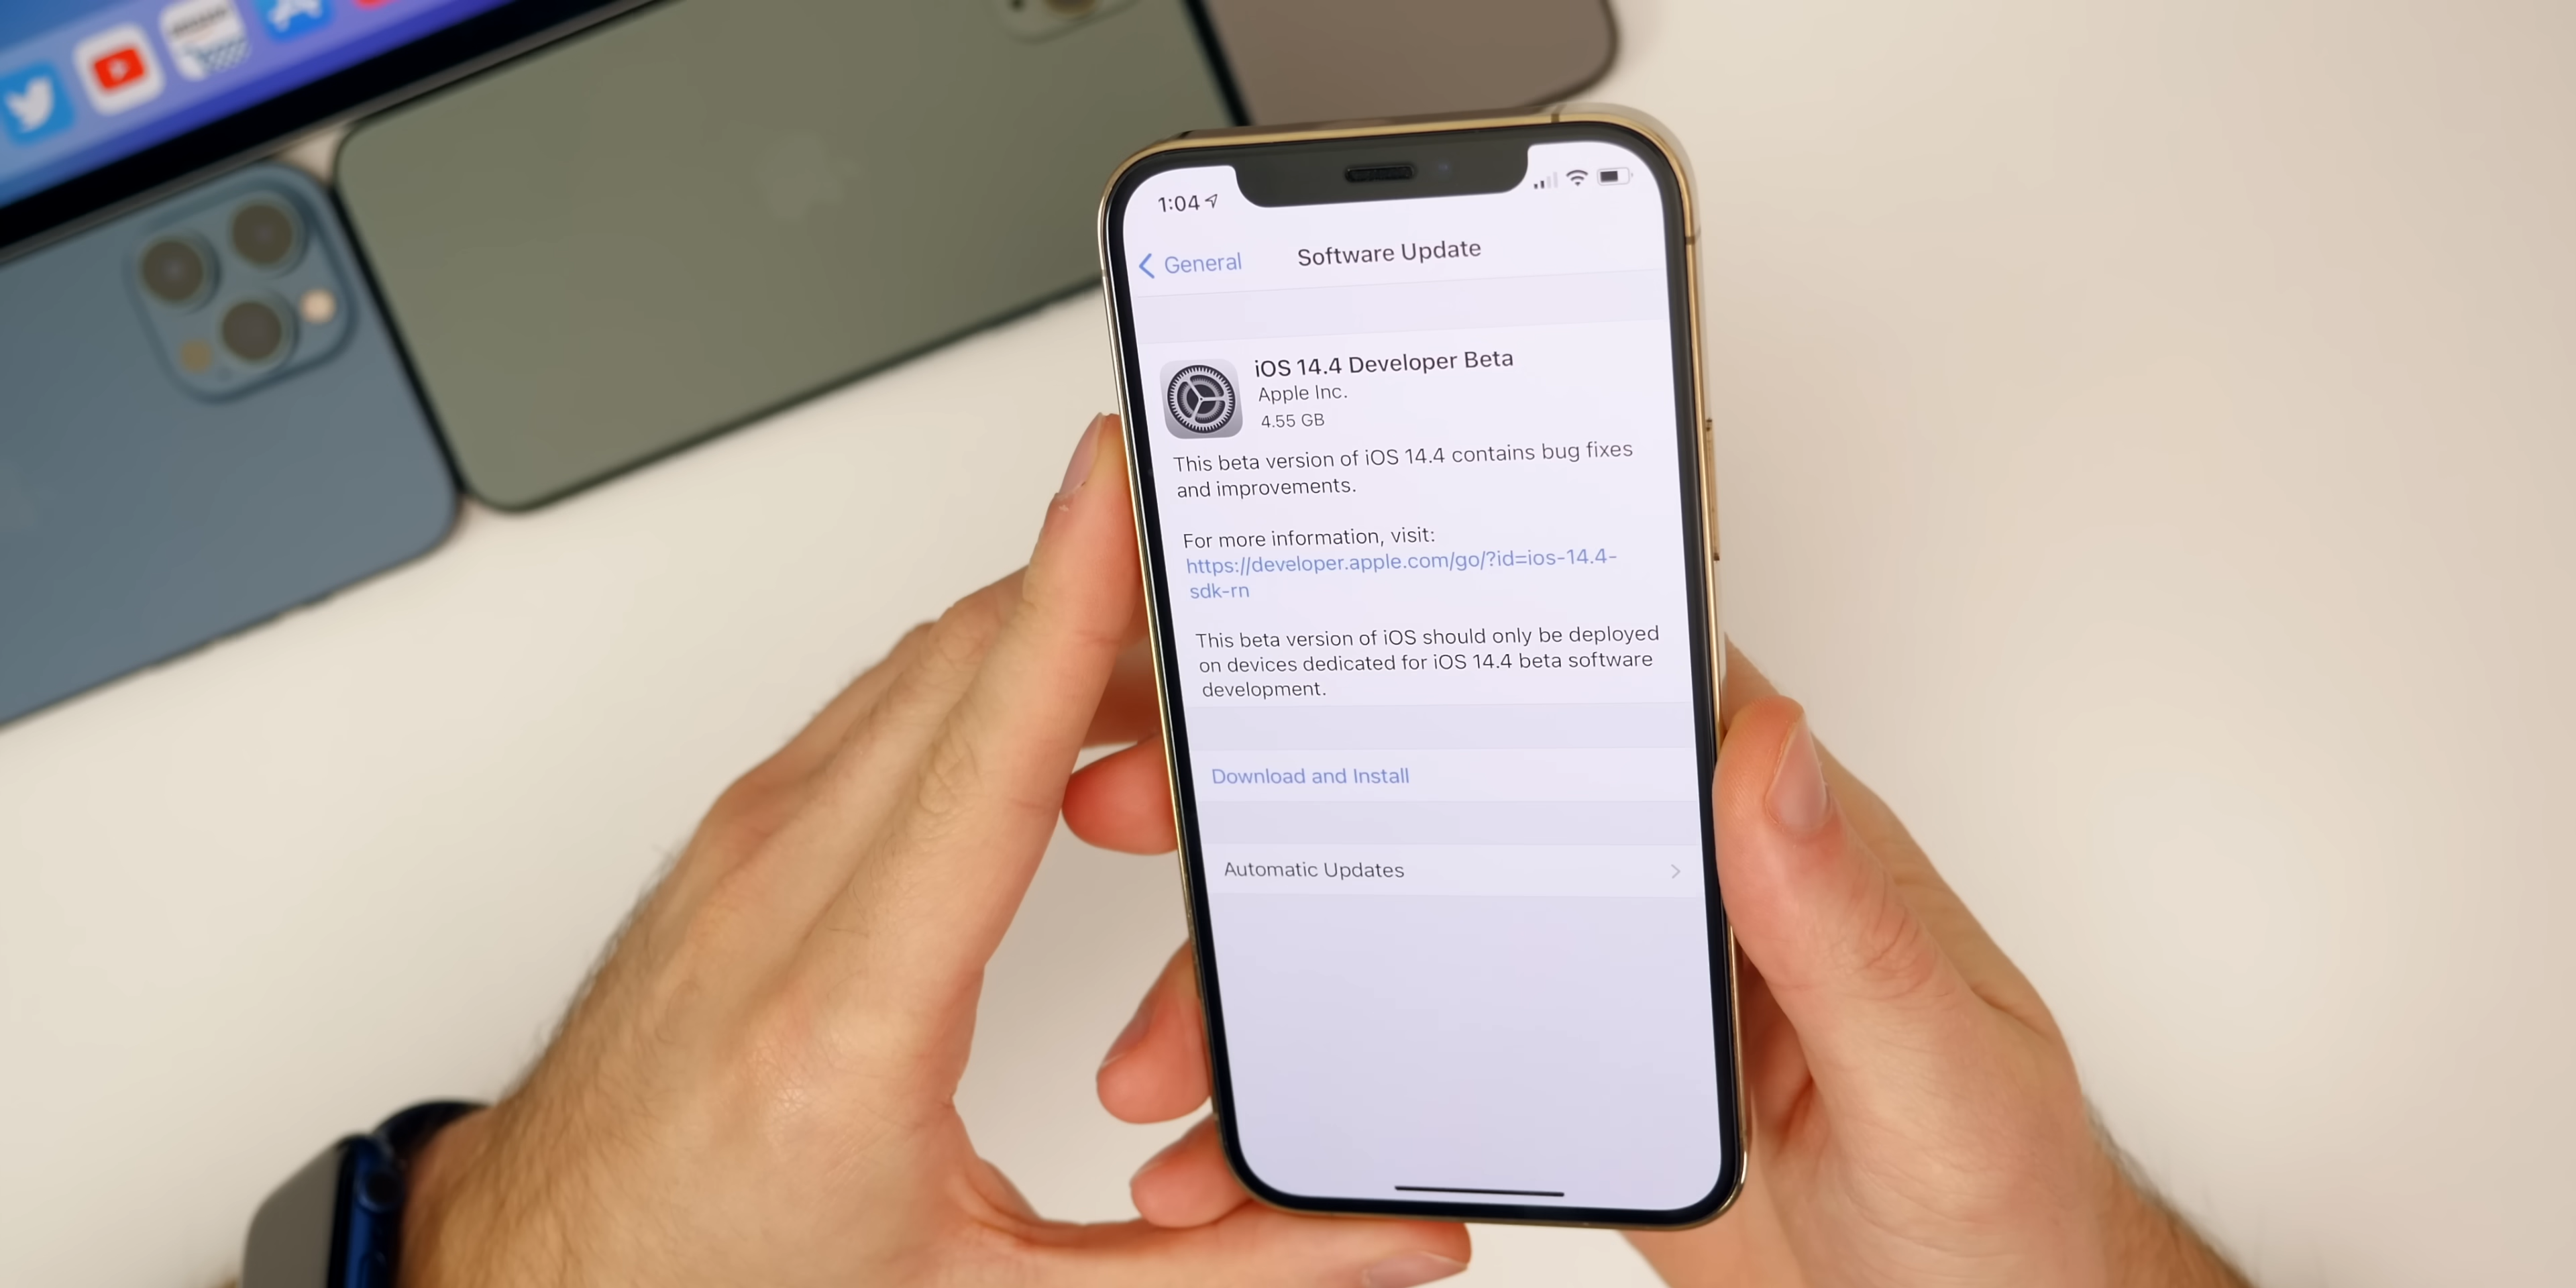 1:04
General
Software Update
iOS 14.4 Developer Beta
Apple Inc.
4.55 GB
This beta version of iOS 14.4 contains bug fixes
and improvements.
For more information, visit:
https://developer.apple.com/go/?id=ios-14.4-
sdk-rn
This beta version of iOS should only be deployed
on devices dedicated for iOS 14.4 beta software
development.
Download and Install
Automatic Updates